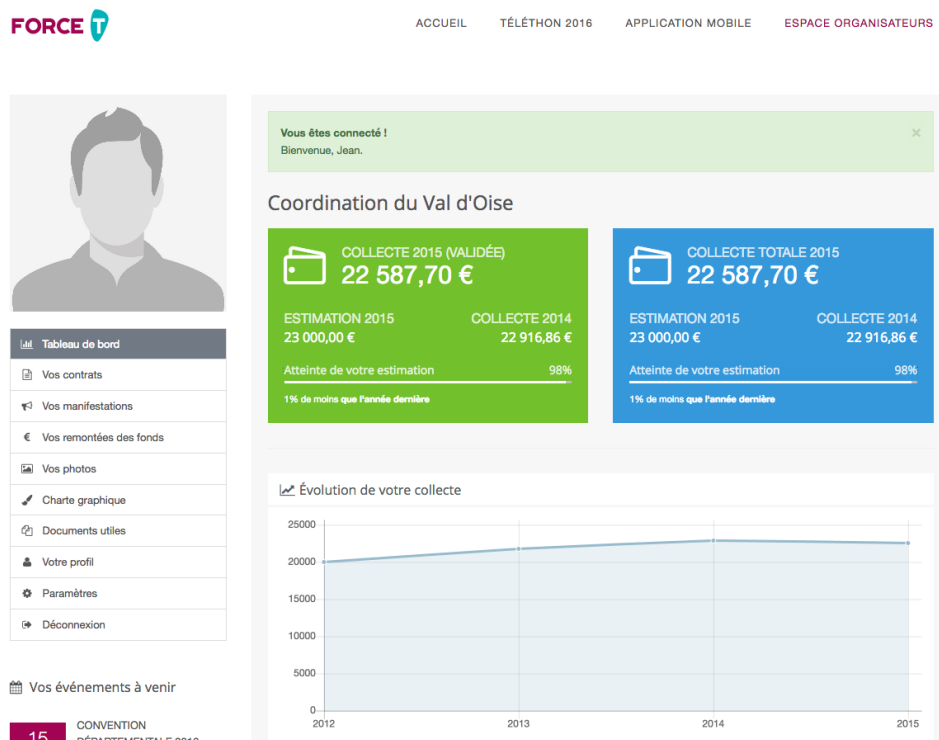 FORCE T
ACCUEIL TÉLÉTHON 2016 APPLICATION MOBILE ESPACE ORGANISATEURS
Vous êtes connecté !
×
Bienvenue, Jean.
Coordination du Val d'Oise
COLLECTE 2015 (VALIDÉE)
22 587,70 €
ESTIMATION 2015 COLLECTE 2014
23 000,00 € 22 916,86 €
Atteinte de votre estimation 98%
1% de moins que l'année dernière
COLLECTE TOTALE 2015
22 587,70 €
ESTIMATION 2015 COLLECTE 2014
23 000,00 € 22 916,86 €
Atteinte de votre estimation 98%
1% de moins que l'année dernière
Tableau de bord
Vos contrats
Vos manifestations
€ Vos remontées des fonds
Vos photos
Charte graphique
Documents utiles
Votre profil
Paramètres
Déconnexion
Évolution de votre collecte
25000
20000
15000
10000
5000
0
2012 2013 2014 2015
Vos événements à venir
15
CONVENTION